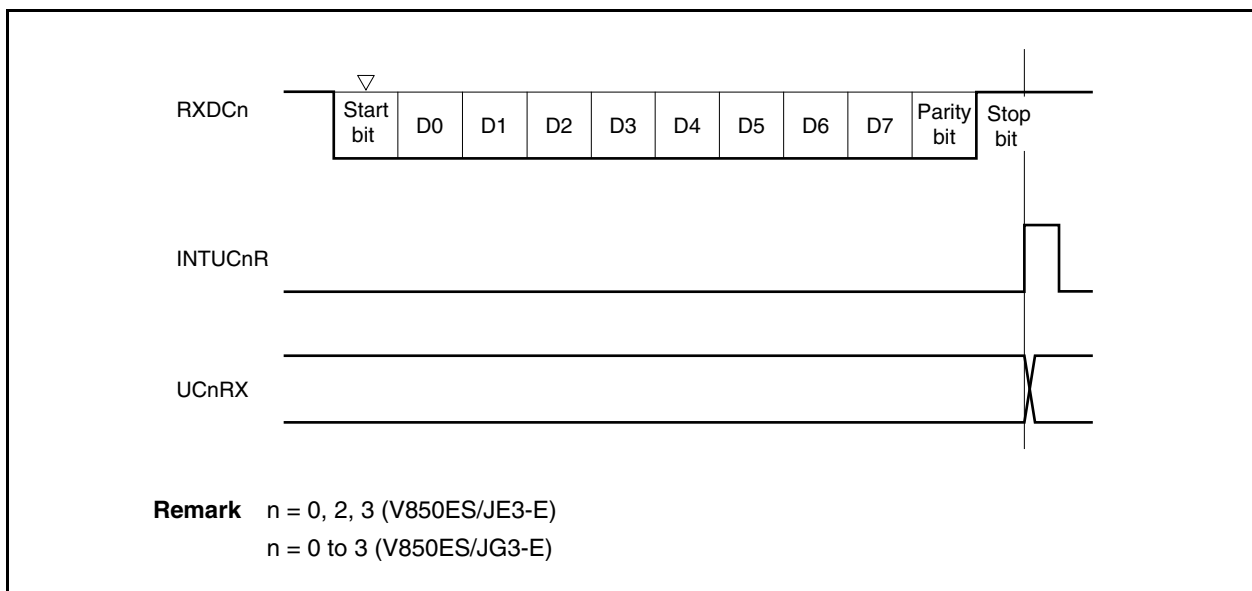 RXDCn
Start bit
D0
D1
D2
D3
D4
D5
D6
D7
Parity bit
Stop bit
INTUCnR
UCnRX
Remark n = 0, 2, 3 (V850ES/JE3-E)
n = 0 to 3 (V850ES/JG3-E)